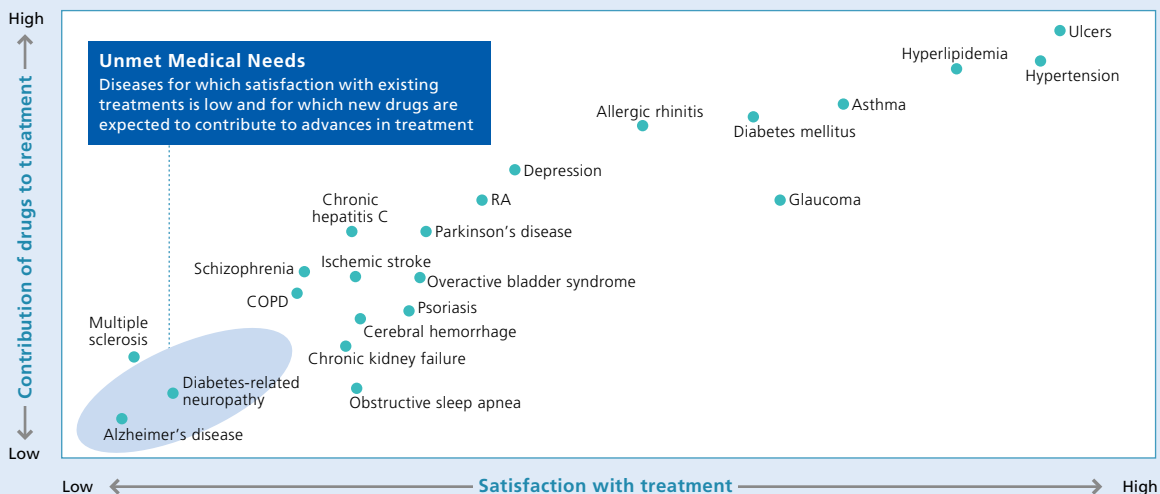 High
Contribution of drugs to treatment
Low
Unmet Medical Needs
Diseases for which satisfaction with existing
treatments is low and for which new drugs are
expected to contribute to advances in treatment
Ulcers
Hyperlipidemia
Hypertension
Asthma
Allergic rhinitis
Diabetes mellitus
Depression
RA
Glaucoma
Chronic
hepatitis C
Parkinson's disease
Schizophrenia
Ischemic stroke
Overactive bladder syndrome
COPD
Psoriasis
Multiple
sclerosis
Cerebral hemorrhage
Chronic kidney failure
Diabetes-related
neuropathy
Obstructive sleep apnea
Alzheimer's disease
Low
Satisfaction with treatment
High